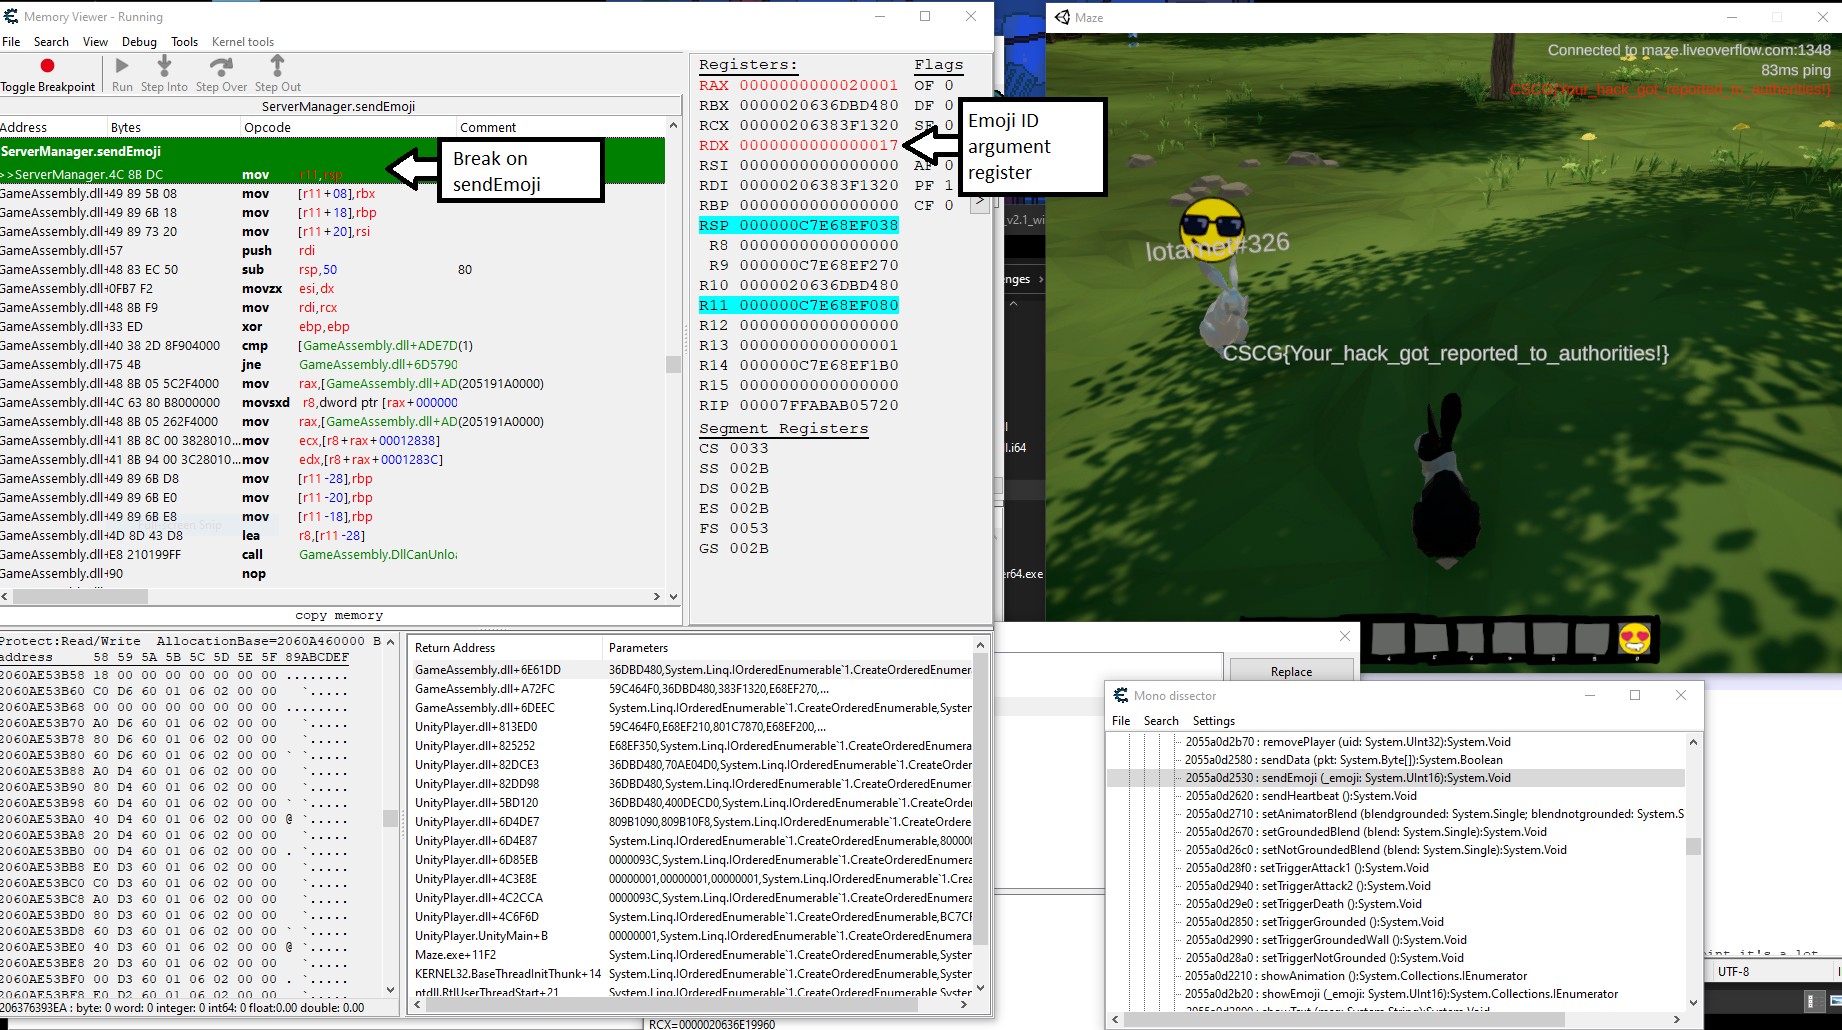 Memory Viewer - Running
File Search View Debug Tools Kernel tools
Toggle Breakpoint Run Step Into Step Over Step Out
ServerManager.sendEmoji
Address Bytes Opcode Comment
ServerManager.sendEmoji
>>ServerManager.4C 8B DC mov r11,rsp
GameAssembly.dll+49 89 5B 08 mov [r11+08],rbx
GameAssembly.dll+49 89 6B 18 mov [r11+18],rbp
GameAssembly.dll+49 89 73 20 mov [r11+20],rsi
GameAssembly.dll+57 push rdi
GameAssembly.dll+48 83 EC 50 sub rsp,50 80
GameAssembly.dll+0FB7 F2 movzx esi,dx
GameAssembly.dll+48 8B F9 mov rdi,rcx
GameAssembly.dll+33 ED xor ebp,ebp
GameAssembly.dll+40 38 2D 8F904000 cmp [GameAssembly.dll+ADE7D(1)
GameAssembly.dll+75 4B jne GameAssembly.dll+6D5790
GameAssembly.dll+48 8B 05 5C2F4000 mov rax,[GameAssembly.dll+AD(205191A0000)
GameAssembly.dll+4C 63 80 B8000000 movsxd r8,dword ptr [rax+000000
GameAssembly.dll+48 8B 05 262F4000 mov rax,[GameAssembly.dll+AD(205191A0000)
GameAssembly.dll+41 8B 8C 00 3828010...mov ecx,[r8+rax+00012838]
GameAssembly.dll+41 8B 94 00 3C28010...mov edx,[r8+rax+0001283C]
GameAssembly.dll+49 89 6B D8 mov [r11-28],rbp
GameAssembly.dll+49 89 6B E0 mov [r11-20],rbp
GameAssembly.dll+49 89 6B E8 mov [r11-18],rbp
GameAssembly.dll+4D 8D 43 D8 lea r8,[r11-28]
GameAssembly.dll+E8 210199FF call GameAssembly.DllCanUnloa
GameAssembly.dll+90 nop
copy memory
Break on
sendEmoji
Registers: Flags
RAX 0000000000020001 OF 0
RBX 0000020636DBD480 DF 0
RCX 00000206383F1320 SF 0
RDX 0000000000000017
RSI 0000000000000000 AF 0
RDI 00000206383F1320 PF 1
RBP 0000000000000000 CF 0
RSP 000000C7E68EF038
R8 0000000000000000
R9 000000C7E68EF270
R10 0000020636DBD480
R11 000000C7E68EF080
R12 0000000000000000
R13 0000000000000001
R14 000000C7E68EF1B0
R15 0000000000000000
RIP 00007FFABAB05720
Segment Registers
CS 0033
SS 002B
DS 002B
ES 002B
FS 0053
GS 002B
Emoji ID
argument
register
_v2.1_wi
nges
l.i64
er64.exe
Maze
Connected to maze.liveoverflow.com:1348
83ms ping
CSCG{Your_hack_got_reported_to_authorities!}
lotamet#326
CSCG{Your_hack_got_reported_to_authorities!}
Protect:Read/Write AllocationBase=2060A460000 B
address 58 59 5A 5B 5C 5D 5E 5F 89ABCDEF
2060AE53B58 18 00 00 00 00 00 00 00 ........
2060AE53B60 C0 D6 60 01 06 02 00 00 `.....
2060AE53B68 00 00 00 00 00 00 00 00 ........
2060AE53B70 A0 D6 60 01 06 02 00 00 `.....
2060AE53B78 80 D6 60 01 06 02 00 00 `.....
2060AE53B80 60 D6 60 01 06 02 00 00 ` `.....
2060AE53B88 A0 D4 60 01 06 02 00 00 `.....
2060AE53B90 80 D4 60 01 06 02 00 00 `.....
2060AE53B98 60 D4 60 01 06 02 00 00 ` `.....
2060AE53BA0 40 D4 60 01 06 02 00 00 @ `.....
2060AE53BA8 20 D4 60 01 06 02 00 00 `.....
2060AE53BB0 00 D4 60 01 06 02 00 00 . `.....
2060AE53BB8 E0 D3 60 01 06 02 00 00 `.....
2060AE53BC0 C0 D3 60 01 06 02 00 00 `.....
2060AE53BC8 A0 D3 60 01 06 02 00 00 `.....
2060AE53BD0 80 D3 60 01 06 02 00 00 `.....
2060AE53BD8 60 D3 60 01 06 02 00 00 ` `.....
2060AE53BE0 40 D3 60 01 06 02 00 00 @ `.....
2060AE53BE8 20 D3 60 01 06 02 00 00 `.....
2060AE53BF0 00 D3 60 01 06 02 00 00 . `.....
2060AE53BF8 E0 D2 60 01 06 02 00 00 `.....
206376393EA : byte: 0 word: 0 integer: 0 int64: 0 float:0.00 double: 0.00
Return Address Parameters
GameAssembly.dll+6E61DD 36DBD480,System.Linq.IOrderedEnumerable`1.CreateOrderedEnumer
GameAssembly.dll+A72FC 59C464F0,36DBD480,383F1320,E68EF270,...
GameAssembly.dll+6DEEC System.Linq.IOrderedEnumerable`1.CreateOrderedEnumerable,System
UnityPlayer.dll+813ED0 59C464F0,E68EF210,801C7870,E68EF200,...
UnityPlayer.dll+825252 E68EF350,System.Linq.IOrderedEnumerable`1.CreateOrderedEnumera
UnityPlayer.dll+82DCE3 36DBD480,70AE04D0,System.Linq.IOrderedEnumerable`1.CreateOrdere
UnityPlayer.dll+82DD98 36DBD480,System.Linq.IOrderedEnumerable`1.CreateOrderedEnumera
UnityPlayer.dll+5BD120 36DBD480,400DECD0,System.Linq.IOrderedEnumerable`1.CreateOrder
UnityPlayer.dll+6D4DE7 809B1090,809B10F8,System.Linq.IOrderedEnumerable`1.CreateOrdere
UnityPlayer.dll+6D4E87 System.Linq.IOrderedEnumerable`1.CreateOrderedEnumerable,800000
UnityPlayer.dll+6D85EB 0000093C,System.Linq.IOrderedEnumerable`1.CreateOrderedEnumera
UnityPlayer.dll+4C3E8E 00000001,00000001,00000001,System.Linq.IOrderedEnumerable`1.Crea
UnityPlayer.dll+4C2CCA 0000093C,System.Linq.IOrderedEnumerable`1.CreateOrderedEnumera
UnityPlayer.dll+4C6F6D System.Linq.IOrderedEnumerable`1.CreateOrderedEnumerable,BC7CF
UnityPlayer.UnityMain+B 00000001,System.Linq.IOrderedEnumerable`1.CreateOrderedEnumera
Maze.exe+11F2 System.Linq.IOrderedEnumerable`1.CreateOrderedEnumerable,System
KERNEL32.BaseThreadInitThunk+14 System.Linq.IOrderedEnumerable`1.CreateOrderedEnumerable,System
ntdll.RtlUserThreadStart+21 System.Linq.IOrderedEnumerable`1.CreateOrderedEnumerable,System
RCX=0000020636E19960
Replace
Mono dissector
File Search Settings
2055a0d2b70 : removePlayer (uid: System.UInt32):System.Void
2055a0d2580 : sendData (pkt: System.Byte[]):System.Boolean
2055a0d2530 : sendEmoji (_emoji: System.UInt16):System.Void
2055a0d2620 : sendHeartbeat ():System.Void
2055a0d2710 : setAnimatorBlend (blendgrounded: System.Single; blendnotgrounded: System.S
2055a0d2670 : setGroundedBlend (blend: System.Single):System.Void
2055a0d26c0 : setNotGroundedBlend (blend: System.Single):System.Void
2055a0d28f0 : setTriggerAttack1 ():System.Void
2055a0d2940 : setTriggerAttack2 ():System.Void
2055a0d29e0 : setTriggerDeath ():System.Void
2055a0d2850 : setTriggerGrounded ():System.Void
2055a0d2990 : setTriggerGroundedWall ():System.Void
2055a0d28a0 : setTriggerNotGrounded ():System.Void
2055a0d2210 : showAnimation ():System.Collections.IEnumerator
2055a0d2b20 : showEmoji (_emoji: System.UInt16):System.Collections.IEnumerator
UTF-8